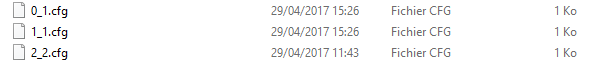 0_1.cfg 29/04/2017 15:26 Fichier CFG 1 Ko
1_1.cfg 29/04/2017 15:26 Fichier CFG 1 Ko
2_2.cfg 29/04/2017 11:43 Fichier CFG 1 Ko